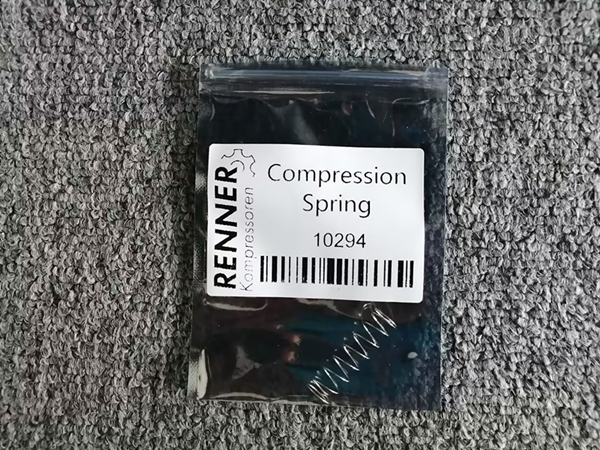 RENNER
Kompressoren
Compression
Spring
10294